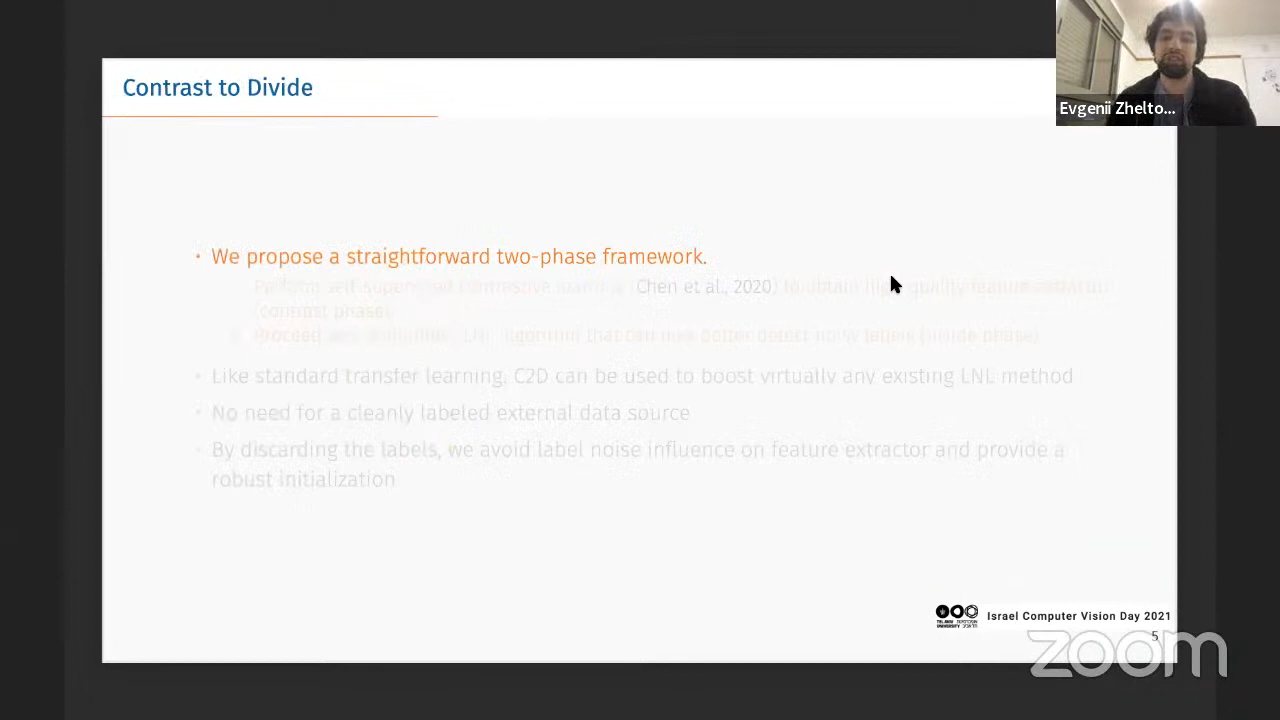 Contrast to Divide
Evgenii Zhelto...
• We propose a straightforward two-phase framework.
Perform self-supervised contrastive learning (Chen et al., 2020) to obtain high-quality feature extractor
(contrast phase)
Proceed with LNL algorithm that can now better detect noisy labels (divide phase)
• Like standard transfer learning, C2D can be used to boost virtually any existing LNL method
• No need for a cleanly labeled external data source
• By discarding the labels, we avoid label noise influence on feature extractor and provide a
robust initialization
TEL AVIV
UNIVERSITY
Israel Computer Vision Day 2021
5
zoom